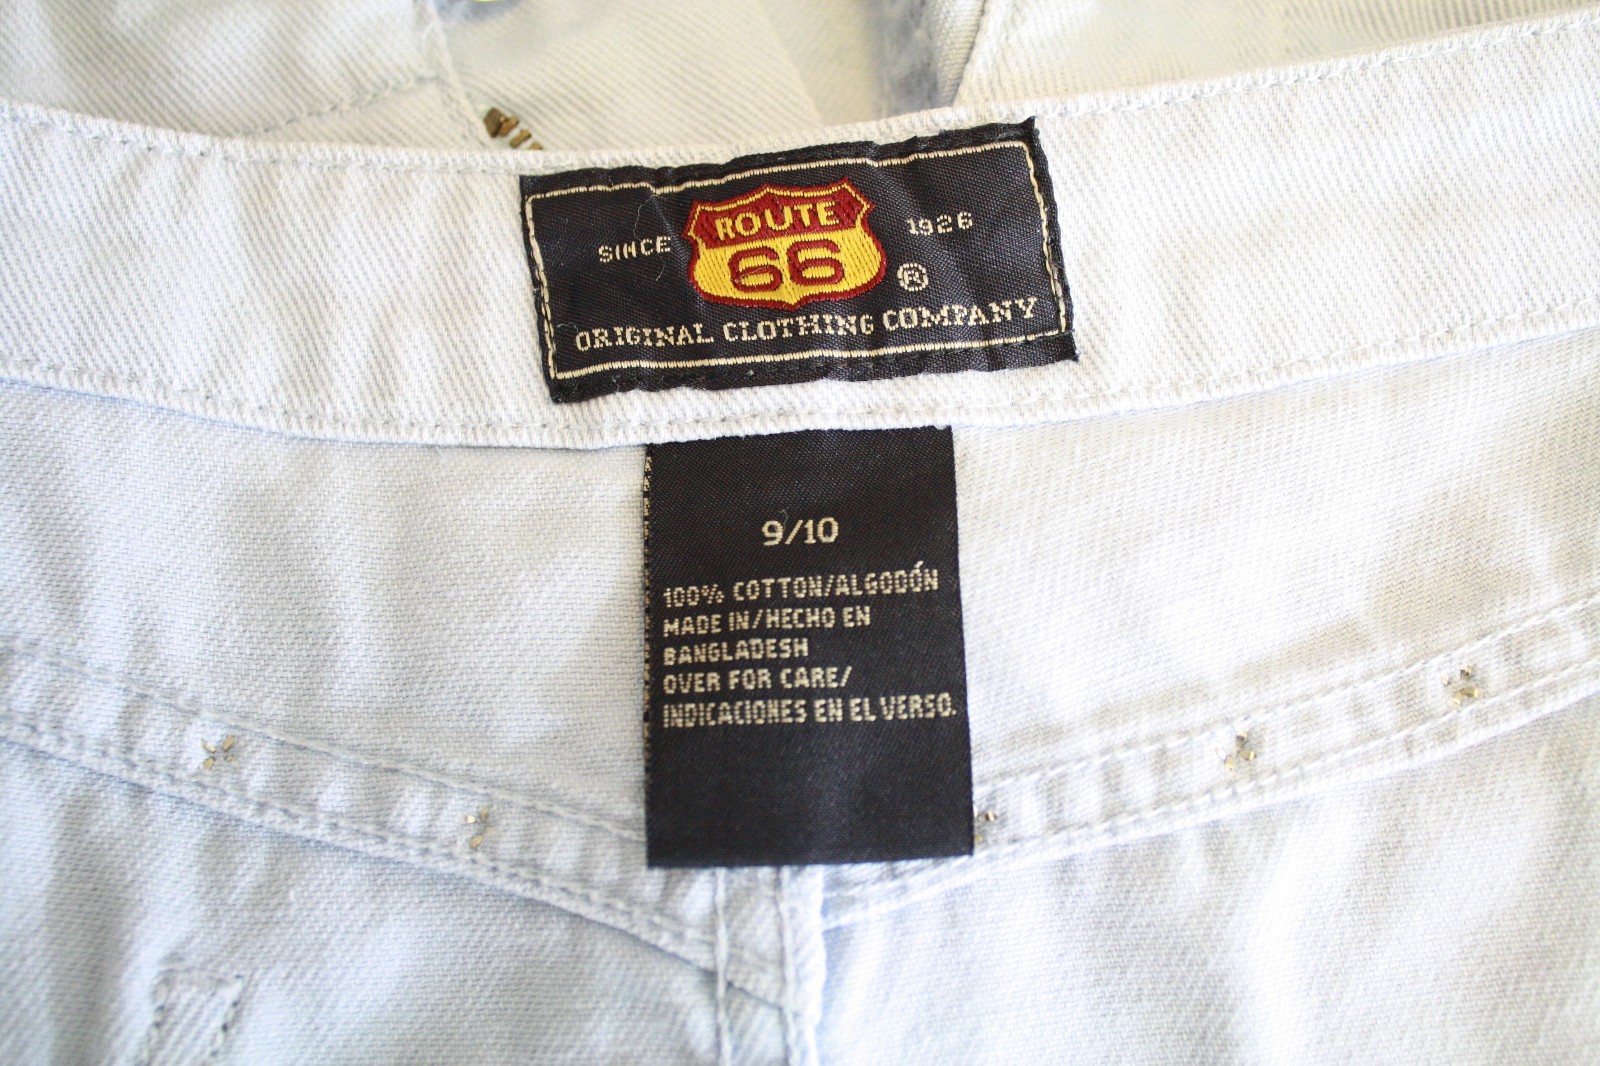 SINCE ROUTE 66 1926
®
ORIGINAL CLOTHING COMPANY
9/10
100% COTTON/ALGODÓN
MADE IN/HECHO EN
BANGLADESH
OVER FOR CARE/
INDICACIONES EN EL VERSO.